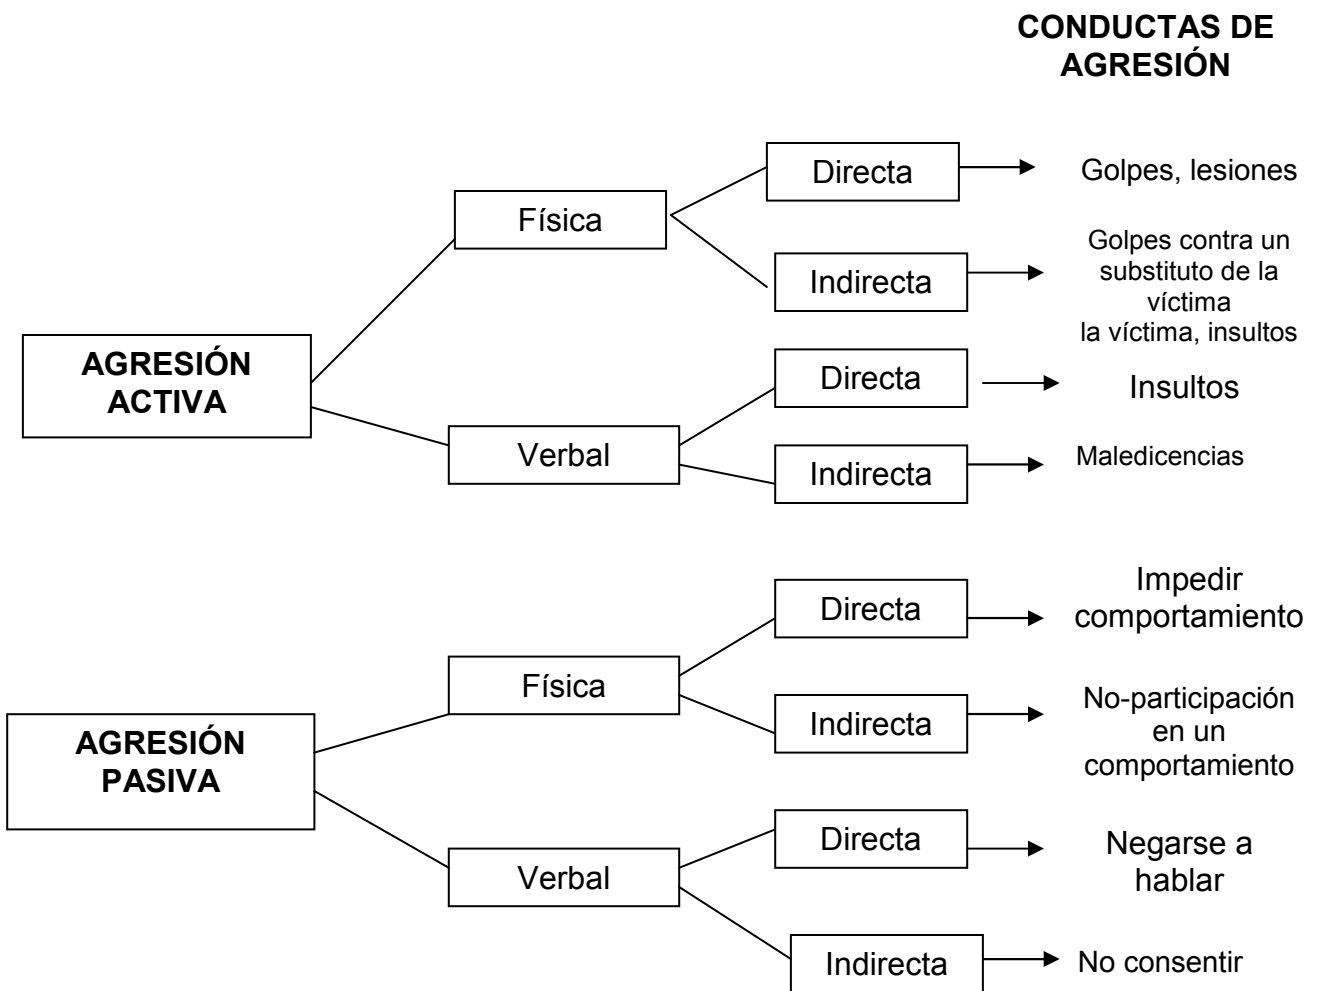 CONDUCTAS DE
AGRESIÓN
Directa
Golpes, lesiones
Física
Indirecta
Golpes contra un
substituto de la
víctima
la víctima, insultos
AGRESIÓN
ACTIVA
Directa
Insultos
Verbal
Indirecta
Maledicencias
Directa
Impedir
comportamiento
Física
Indirecta
No-participación
en un
comportamiento
AGRESIÓN
PASIVA
Directa
Negarse a
hablar
Verbal
Indirecta
No consentir